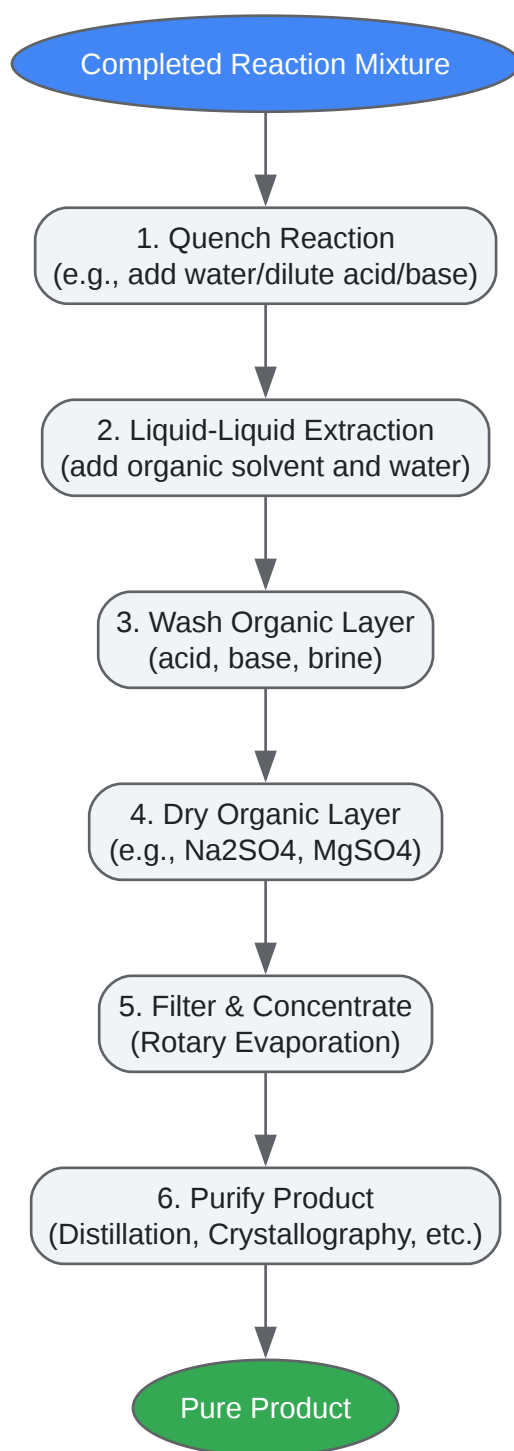 Completed Reaction Mixture
1. Quench Reaction
(e.g., add water/dilute acid/base)
2. Liquid-Liquid Extraction
(add organic solvent and water)
3. Wash Organic Layer
(acid, base, brine)
4. Dry Organic Layer
(e.g., Na2SO4, MgSO4)
5. Filter & Concentrate
(Rotary Evaporation)
6. Purify Product
(Distillation, Crystallography, etc.)
Pure Product